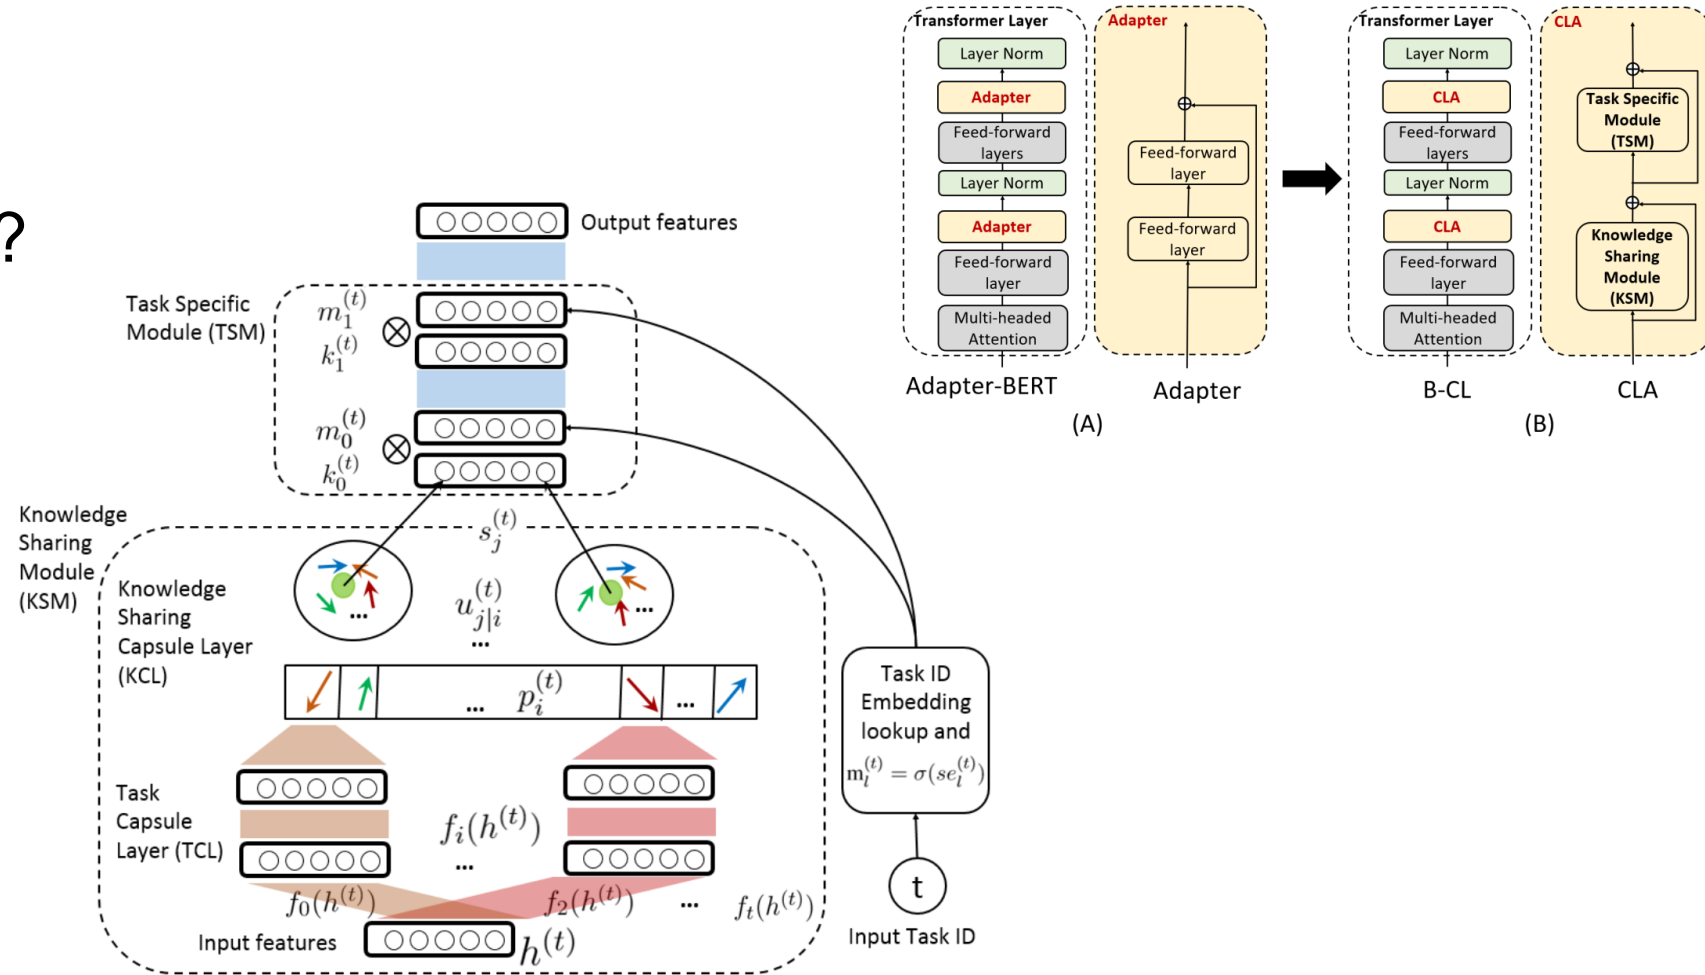 ?
Output features
Task Specific
Module (TSM)
m_1^{(t)}
⊗
k_1^{(t)}
m_0^{(t)}
⊗
k_0^{(t)}
Knowledge
Sharing
Module
(KSM)
s_j^{(t)}
Knowledge
Sharing
Capsule Layer
(KCL)
...
u_{j|i}^{(t)}
...
...
... p_i^{(t)}
...
Task
Capsule
Layer (TCL)
f_i(h^{(t)})
...
f_0(h^{(t)})
f_2(h^{(t)})
...
f_t(h^{(t)})
Input features
h^{(t)}
Task ID
Embedding
lookup and
m_l^{(t)} = σ(se_l^{(t)})
t
Input Task ID
Transformer Layer
Layer Norm
Adapter
Feed-forward
layers
Layer Norm
Adapter
Feed-forward
layer
Multi-headed
Attention
Adapter-BERT
Adapter
Feed-forward
layer
Feed-forward
layer
Adapter
(A)
Transformer Layer
Layer Norm
CLA
Feed-forward
layers
Layer Norm
CLA
Feed-forward
layer
Multi-headed
Attention
B-CL
CLA
Task Specific
Module
(TSM)
Knowledge
Sharing
Module
(KSM)
CLA
(B)